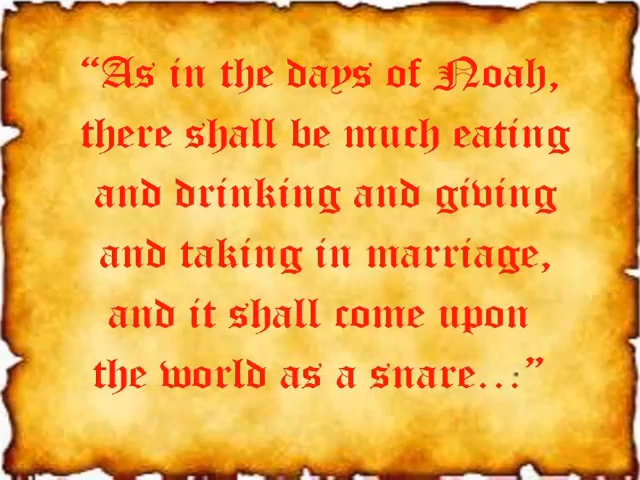 “As in the days of Noah,
there shall be much eating
and drinking and giving
and taking in marriage,
and it shall come upon
the world as a snare...”